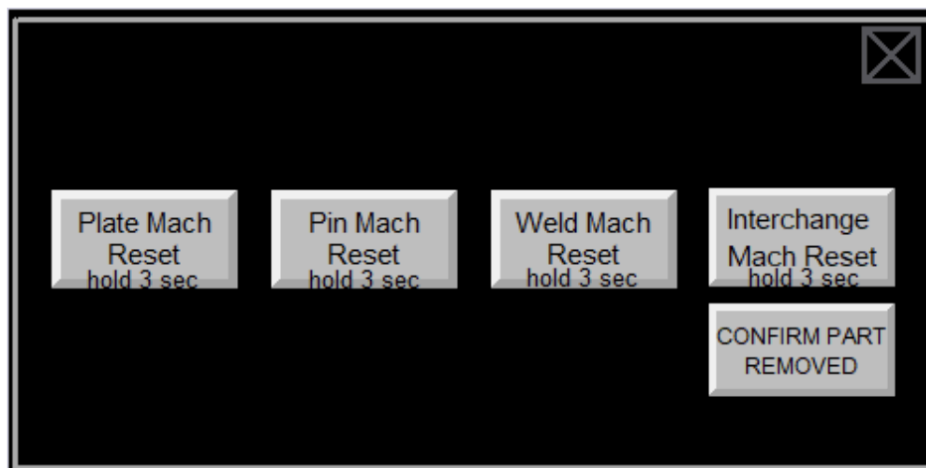 Plate Mach
Reset
hold 3 sec
Pin Mach
Reset
hold 3 sec
Weld Mach
Reset
hold 3 sec
Interchange
Mach Reset
hold 3 sec
CONFIRM PART
REMOVED